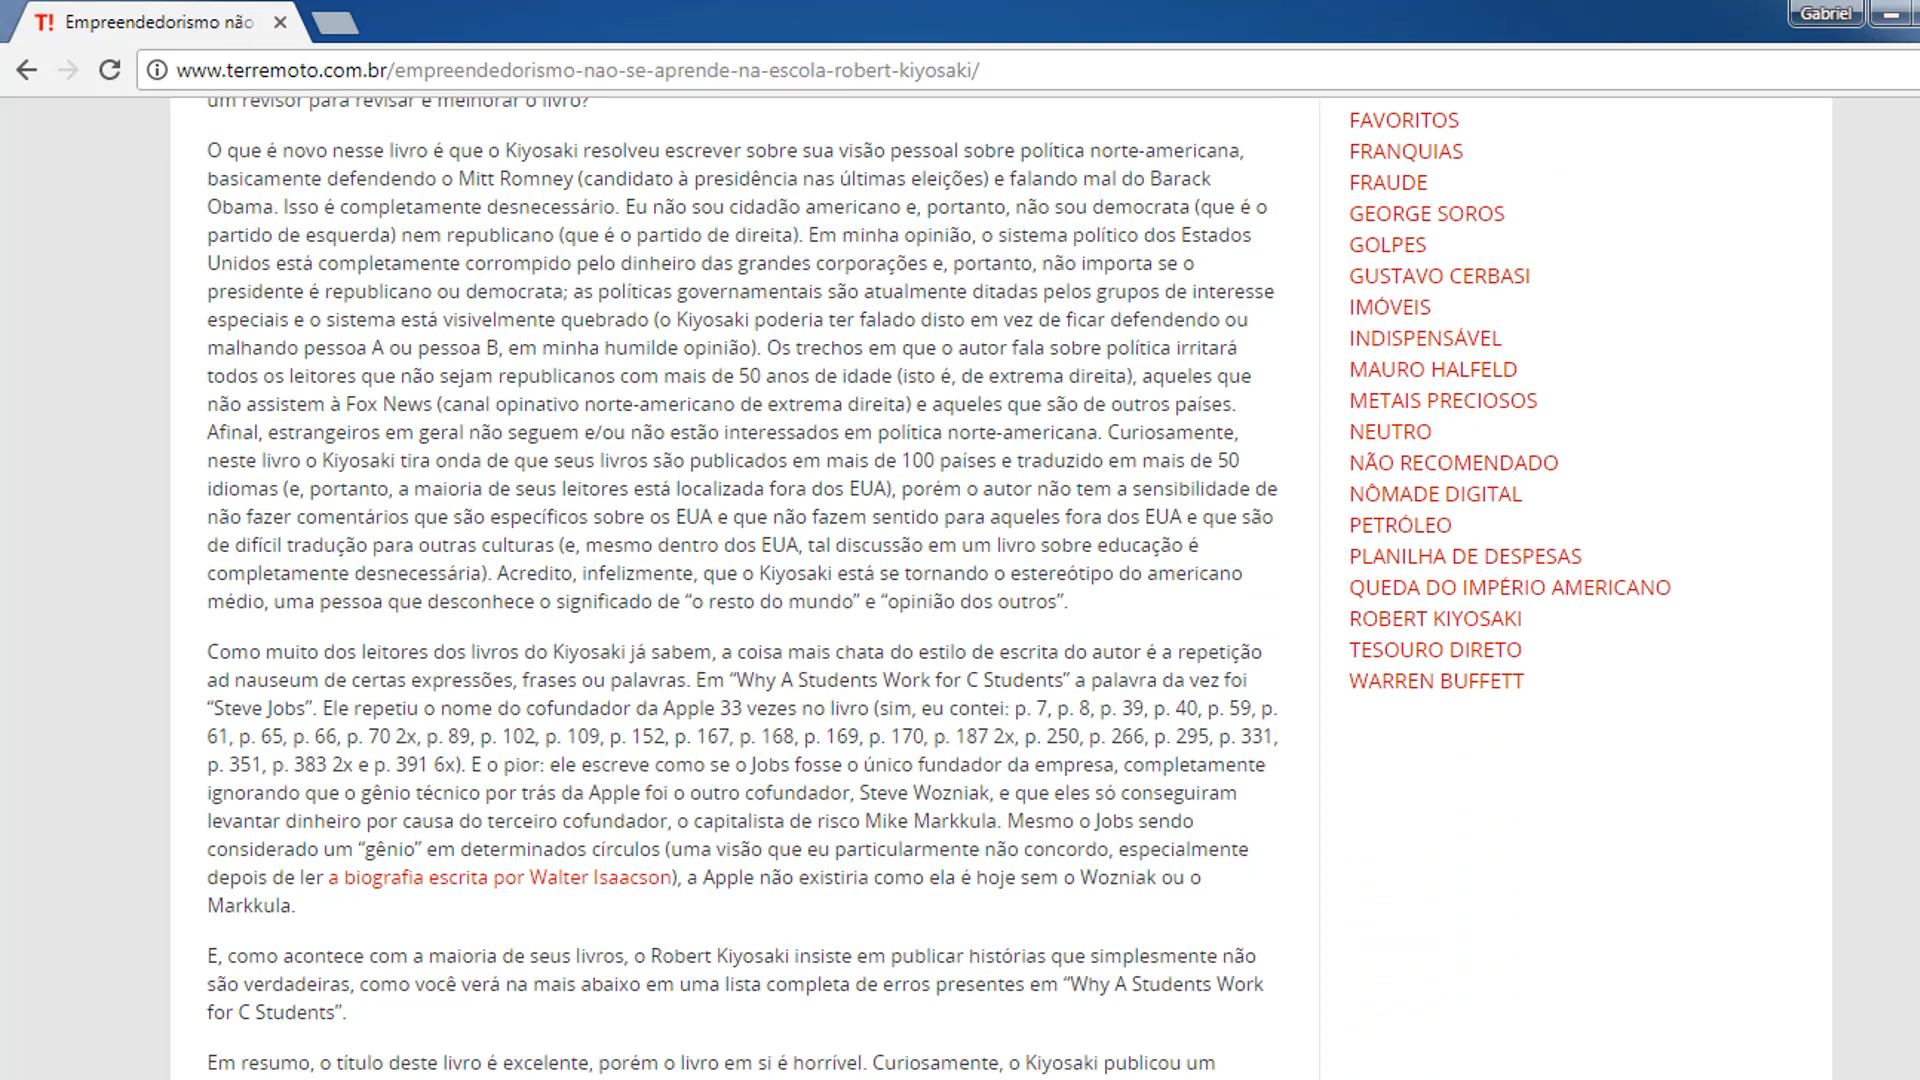 T! Empreendedorismo não
Gabriel
www.terremoto.com.br/empreendedorismo-nao-se-aprende-na-escola-robert-kiyosaki/
um revisor para revisar e melhorar o livro?
O que é novo nesse livro é que o Kiyosaki resolveu escrever sobre sua visão pessoal sobre política norte-americana,
basicamente defendendo o Mitt Romney (candidato à presidência nas últimas eleições) e falando mal do Barack
Obama. Isso é completamente desnecessário. Eu não sou cidadão americano e, portanto, não sou democrata (que é o
partido de esquerda) nem republicano (que é o partido de direita). Em minha opinião, o sistema político dos Estados
Unidos está completamente corrompido pelo dinheiro das grandes corporações e, portanto, não importa se o
presidente é republicano ou democrata; as políticas governamentais são atualmente ditadas pelos grupos de interesse
especiais e o sistema está visivelmente quebrado (o Kiyosaki poderia ter falado disto em vez de ficar defendendo ou
malhando pessoa A ou pessoa B, em minha humilde opinião). Os trechos em que o autor fala sobre política irritará
todos os leitores que não sejam republicanos com mais de 50 anos de idade (isto é, de extrema direita), aqueles que
não assistem à Fox News (canal opinativo norte-americano de extrema direita) e aqueles que são de outros países.
Afinal, estrangeiros em geral não seguem e/ou não estão interessados em política norte-americana. Curiosamente,
neste livro o Kiyosaki tira onda de que seus livros são publicados em mais de 100 países e traduzido em mais de 50
idiomas (e, portanto, a maioria de seus leitores está localizada fora dos EUA), porém o autor não tem a sensibilidade de
não fazer comentários que são específicos sobre os EUA e que não fazem sentido para aqueles fora dos EUA e que são
de difícil tradução para outras culturas (e, mesmo dentro dos EUA, tal discussão em um livro sobre educação é
completamente desnecessária). Acredito, infelizmente, que o Kiyosaki está se tornando o estereótipo do americano
médio, uma pessoa que desconhece o significado de “o resto do mundo” e “opinião dos outros”.
Como muito dos leitores dos livros do Kiyosaki já sabem, a coisa mais chata do estilo de escrita do autor é a repetição
ad nauseum de certas expressões, frases ou palavras. Em “Why A Students Work for C Students” a palavra da vez foi
“Steve Jobs”. Ele repetiu o nome do cofundador da Apple 33 vezes no livro (sim, eu contei: p. 7, p. 8, p. 39, p. 40, p. 59, p.
61, p. 65, p. 66, p. 70 2x, p. 89, p. 102, p. 109, p. 152, p. 167, p. 168, p. 169, p. 170, p. 187 2x, p. 250, p. 266, p. 295, p. 331,
p. 351, p. 383 2x e p. 391 6x). E o pior: ele escreve como se o Jobs fosse o único fundador da empresa, completamente
ignorando que o gênio técnico por trás da Apple foi o outro cofundador, Steve Wozniak, e que eles só conseguiram
levantar dinheiro por causa do terceiro cofundador, o capitalista de risco Mike Markkula. Mesmo o Jobs sendo
considerado um “gênio” em determinados círculos (uma visão que eu particularmente não concordo, especialmente
depois de ler a biografia escrita por Walter Isaacson), a Apple não existiria como ela é hoje sem o Wozniak ou o
Markkula.
E, como acontece com a maioria de seus livros, o Robert Kiyosaki insiste em publicar histórias que simplesmente não
são verdadeiras, como você verá na mais abaixo em uma lista completa de erros presentes em “Why A Students Work
for C Students”.
Em resumo, o título deste livro é excelente, porém o livro em si é horrível. Curiosamente, o Kiyosaki publicou um
FAVORITOS
FRANQUIAS
FRAUDE
GEORGE SOROS
GOLPES
GUSTAVO CERBASI
IMÓVEIS
INDISPENSÁVEL
MAURO HALFELD
METAIS PRECIOSOS
NEUTRO
NÃO RECOMENDADO
NÔMADE DIGITAL
PETRÓLEO
PLANILHA DE DESPESAS
QUEDA DO IMPÉRIO AMERICANO
ROBERT KIYOSAKI
TESOURO DIRETO
WARREN BUFFETT